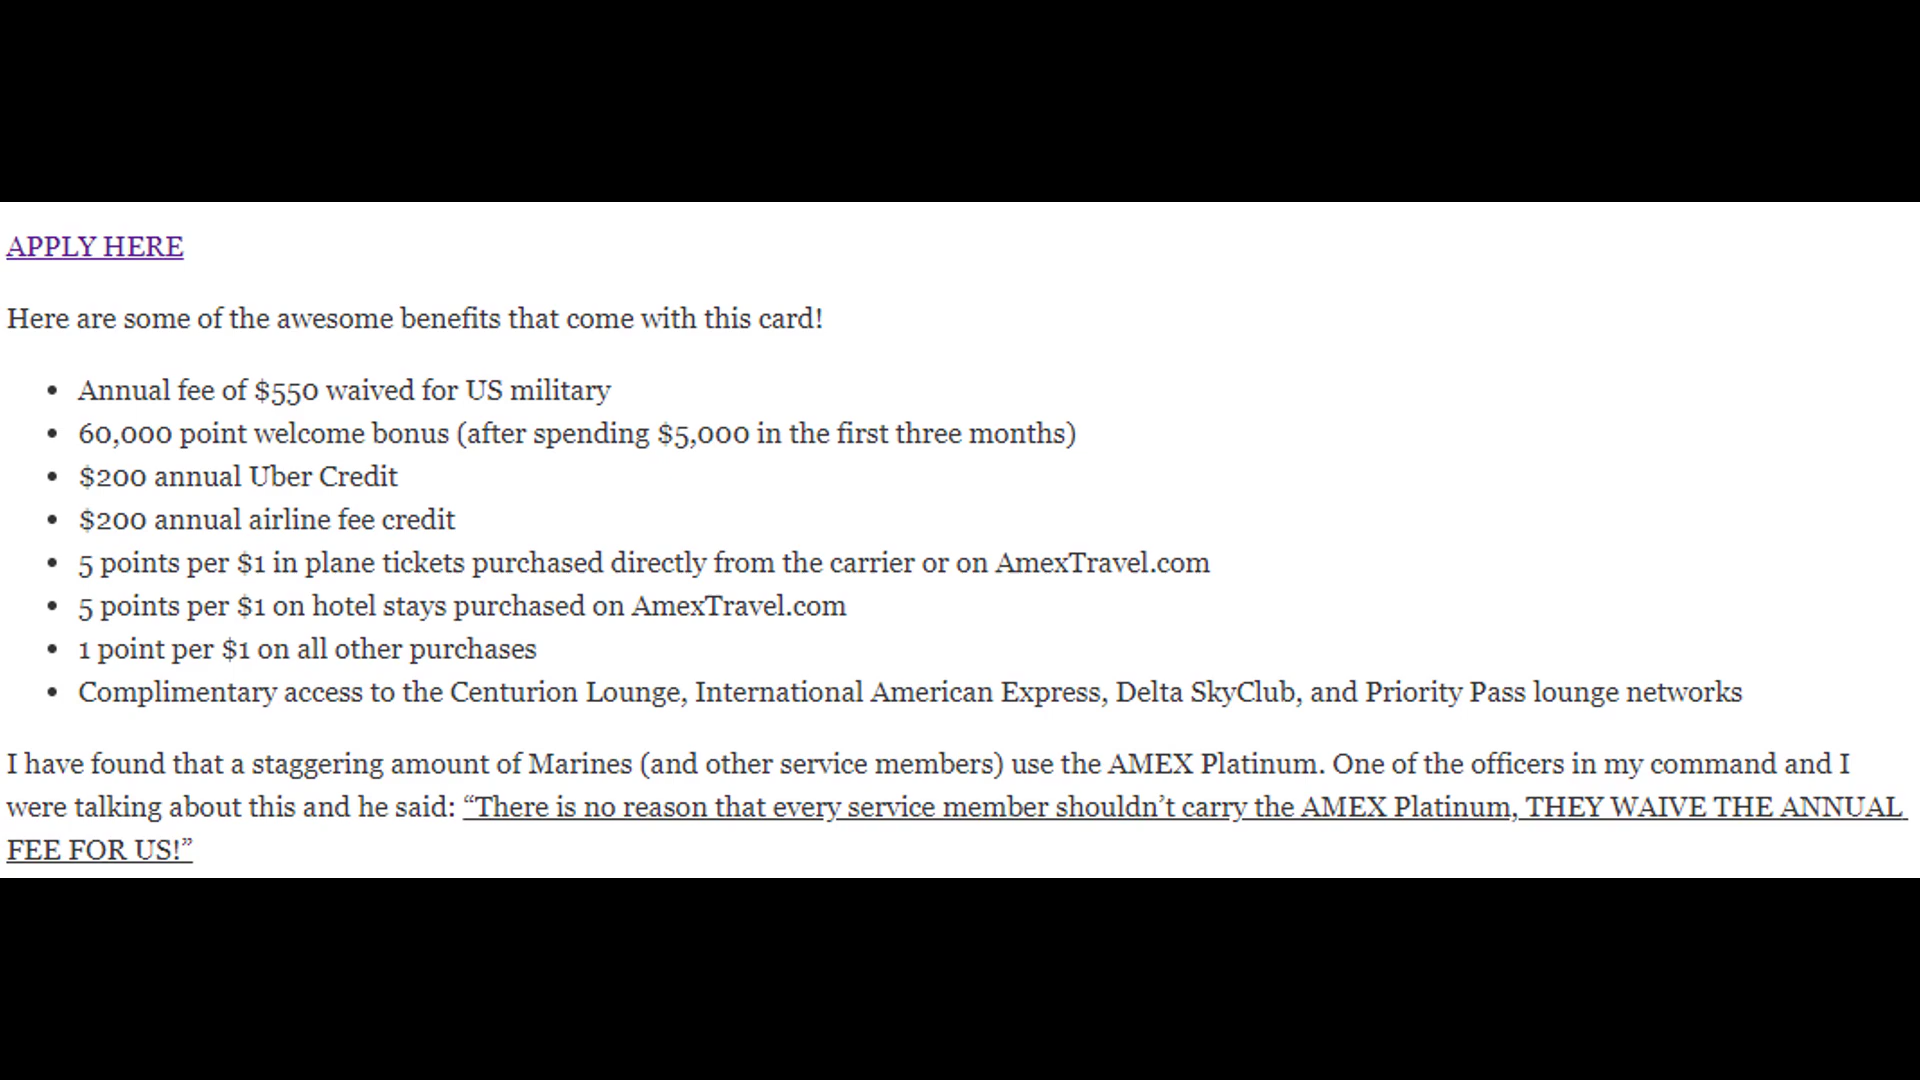 APPLY HERE
Here are some of the awesome benefits that come with this card!
• Annual fee of $550 waived for US military
• 60,000 point welcome bonus (after spending $5,000 in the first three months)
• $200 annual Uber Credit
• $200 annual airline fee credit
• 5 points per $1 in plane tickets purchased directly from the carrier or on AmexTravel.com
• 5 points per $1 on hotel stays purchased on AmexTravel.com
• 1 point per $1 on all other purchases
• Complimentary access to the Centurion Lounge, International American Express, Delta SkyClub, and Priority Pass lounge networks
I have found that a staggering amount of Marines (and other service members) use the AMEX Platinum. One of the officers in my command and I
were talking about this and he said: “There is no reason that every service member shouldn’t carry the AMEX Platinum, THEY WAIVE THE ANNUAL
FEE FOR US!”